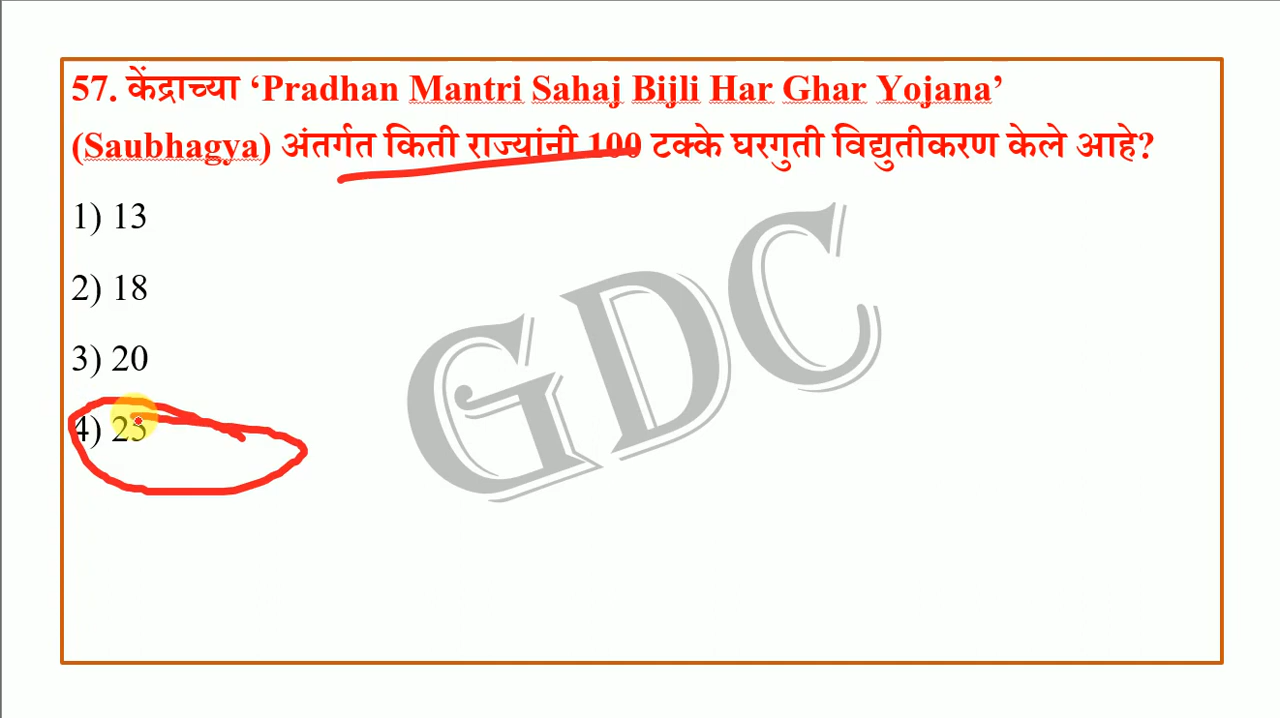 57. केंद्राच्या ‘Pradhan Mantri Sahaj Bijli Har Ghar Yojana’
(Saubhagya) अंतर्गत किती राज्यांनी 100 टक्के घरगुती विद्युतीकरण केले आहे?
1) 13
2) 18
3) 20
4) 25
GDC